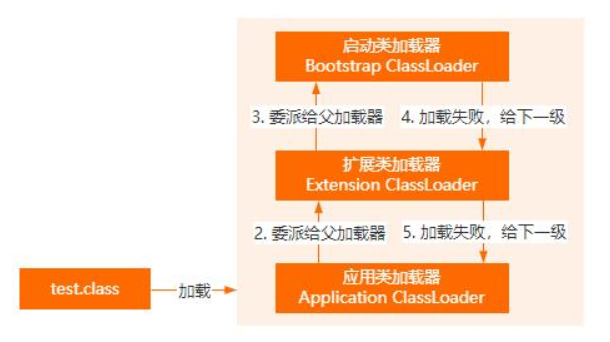 启动类加载器
Bootstrap ClassLoader
3. 委派给父加载器
4. 加载失败，给下一级
扩展类加载器
Extension ClassLoader
2. 委派给父加载器
5. 加载失败，给下一级
应用类加载器
Application ClassLoader
test.class
加载